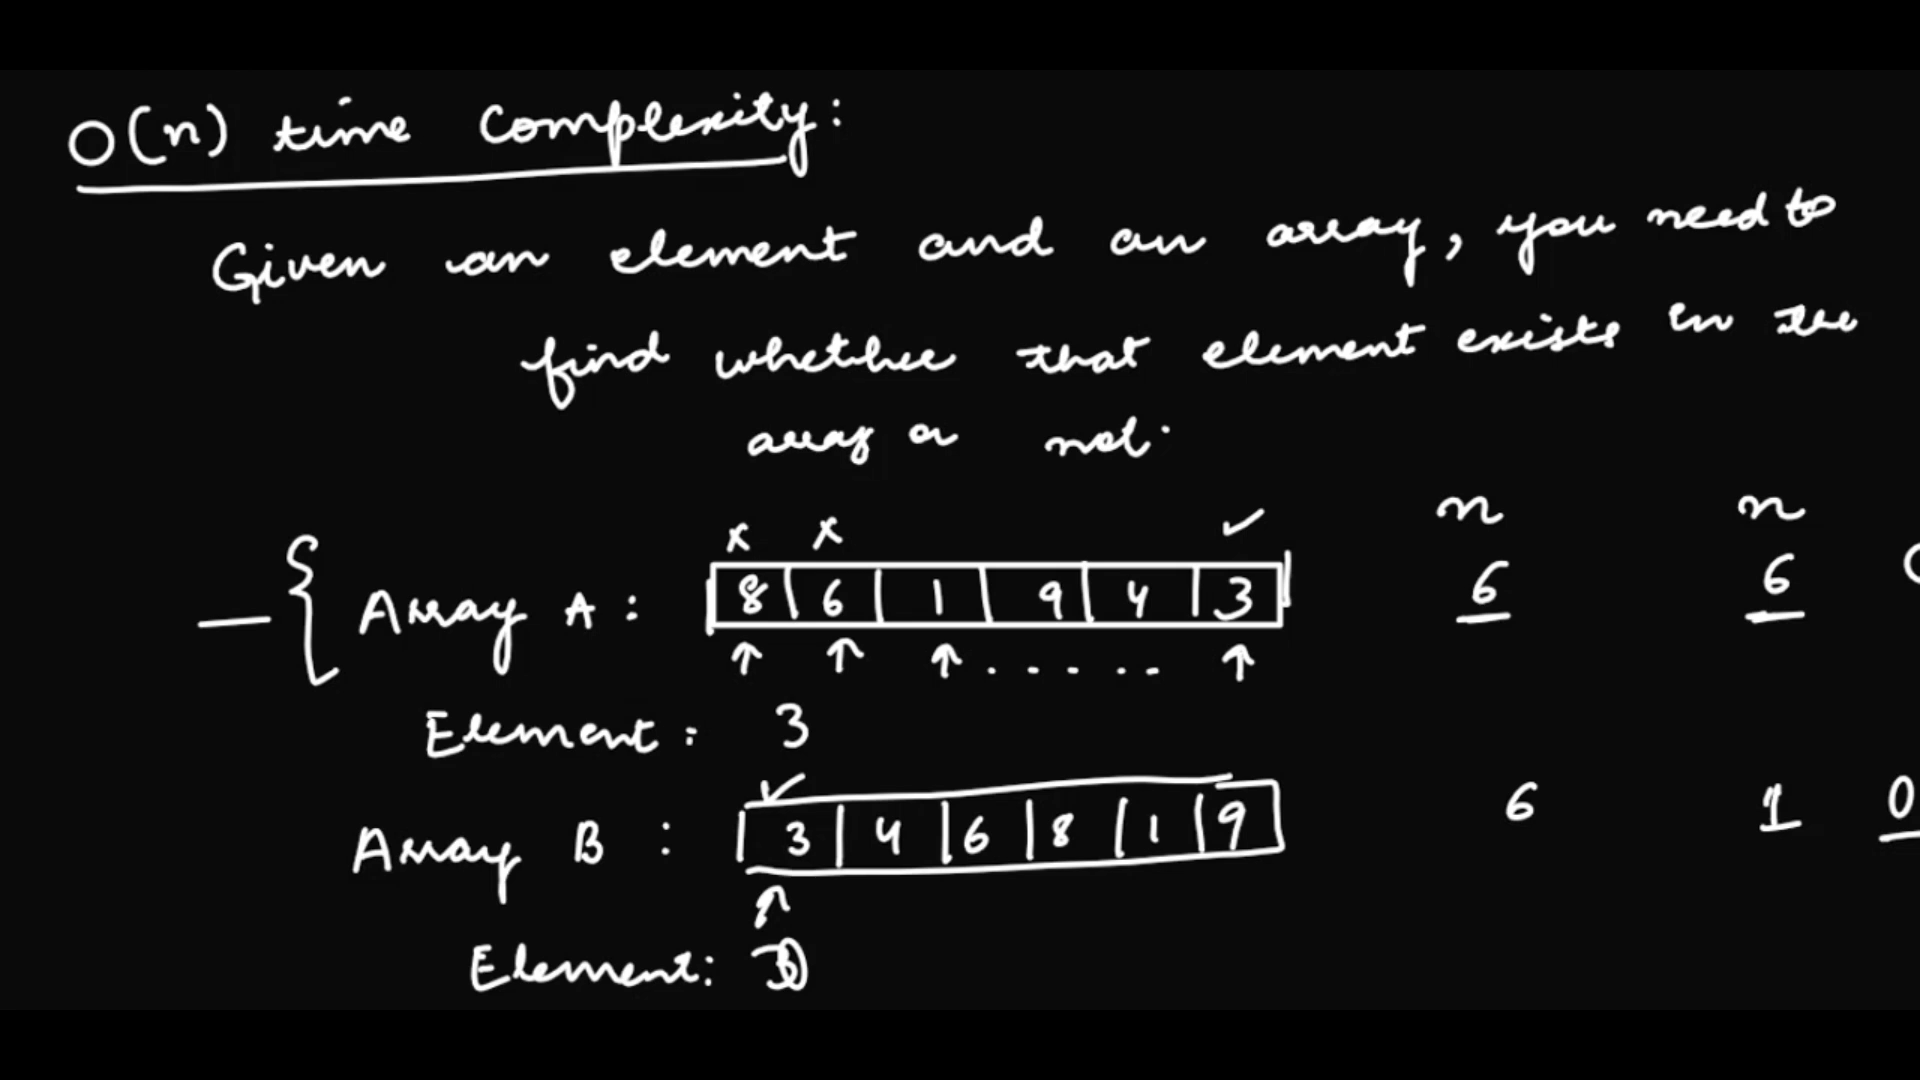 O(n) time complexity:
Given an element and an array, you need to
find whether that element exists in the
array or not.
n n
Array A: 8 6 1 9 4 3 6 6
Element: 3
Array B: 3 4 6 8 1 9 6 1 0
Element: